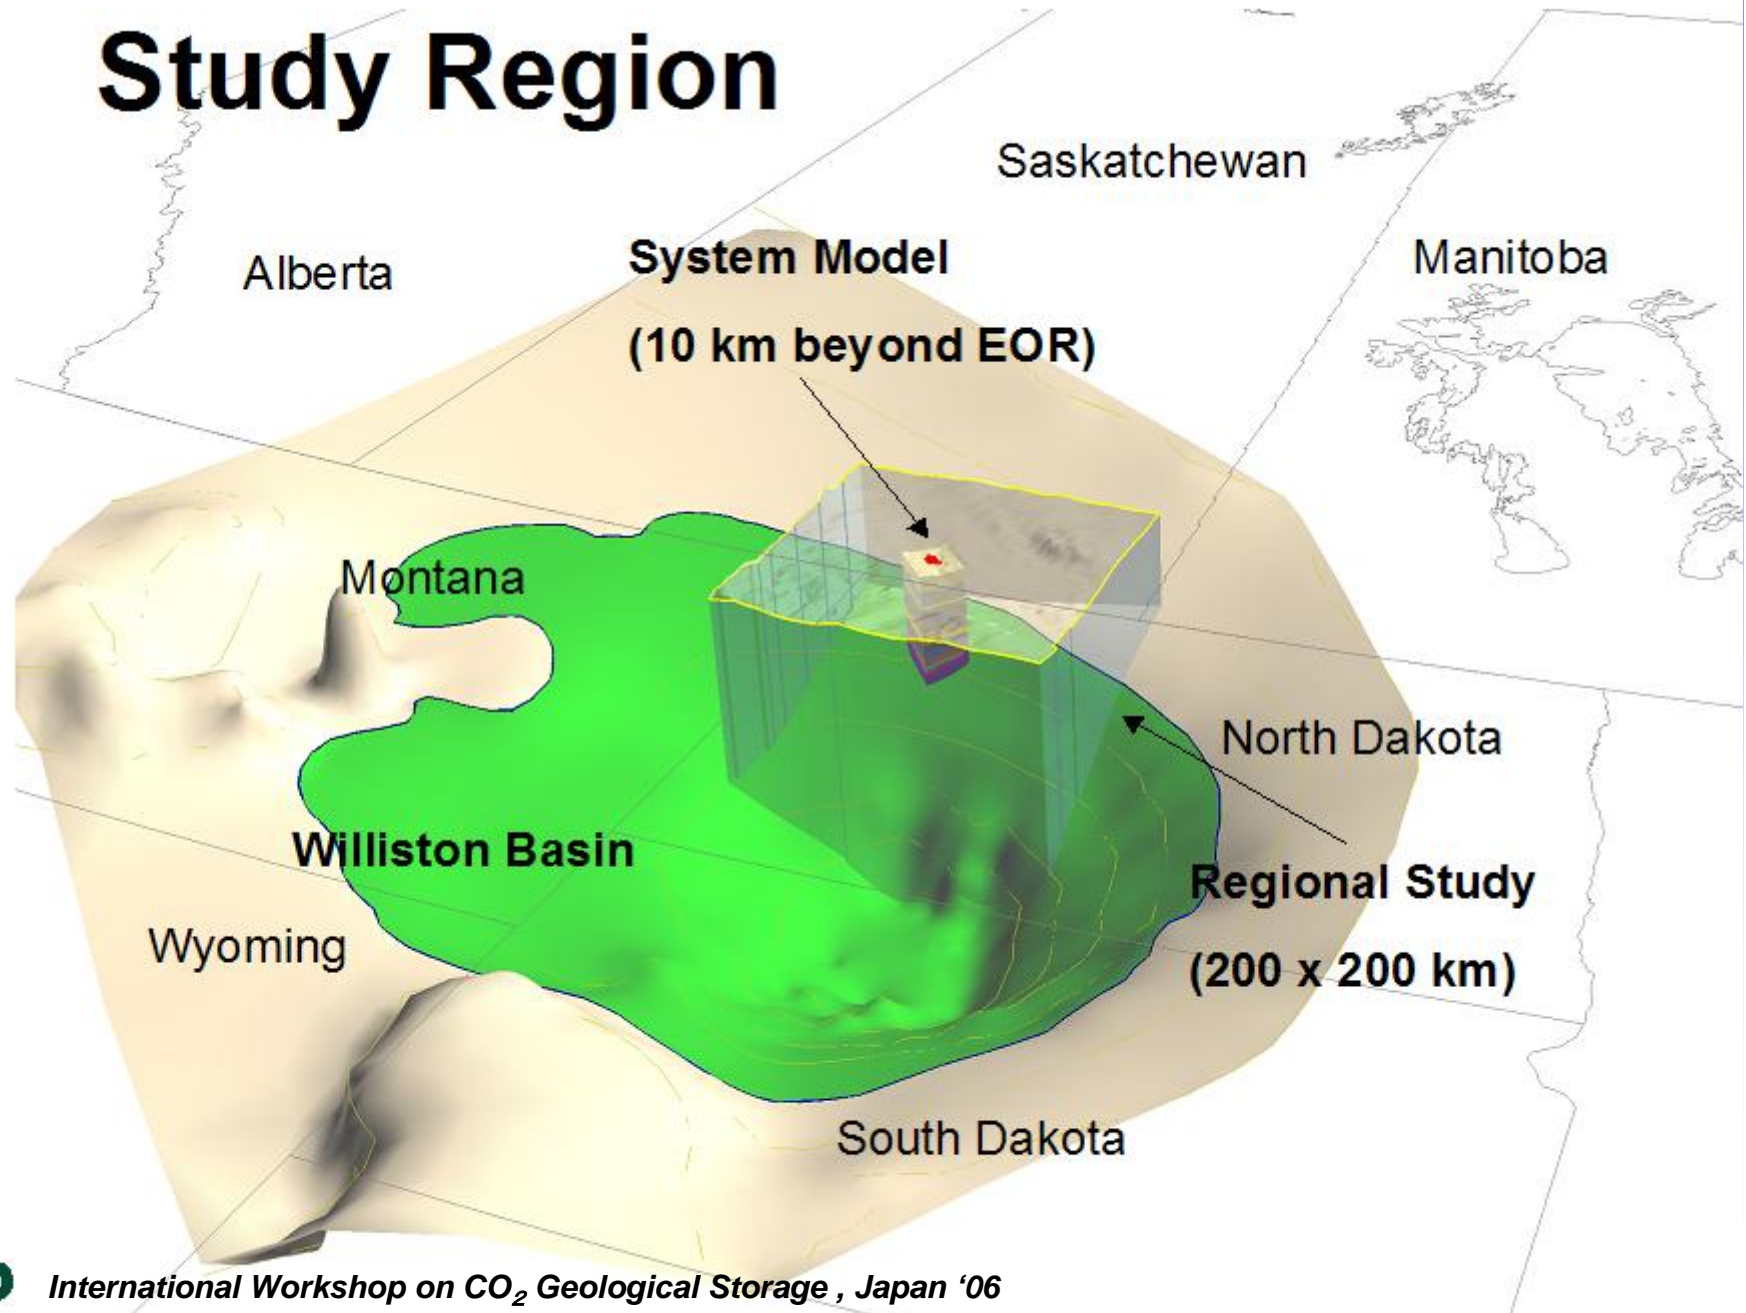 Study Region
Saskatchewan
Alberta
System Model
(10 km beyond EOR)
Manitoba
Montana
North Dakota
Williston Basin
Regional Study
(200 x 200 km)
Wyoming
South Dakota
International Workshop on CO₂ Geological Storage , Japan ‘06